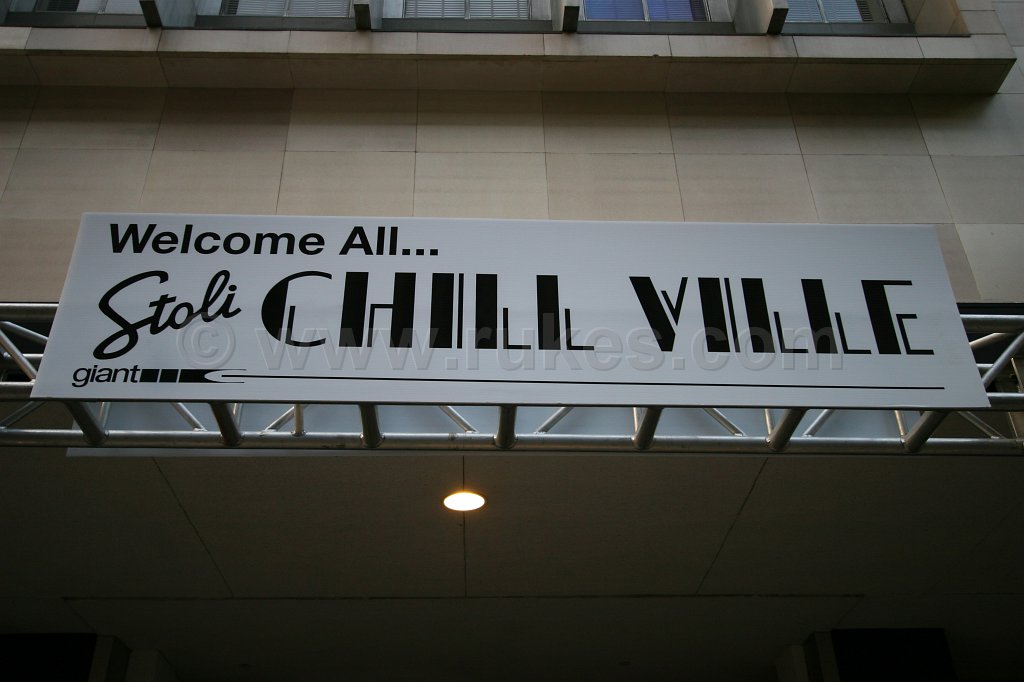 Welcome All...
Stoli CHILL VILLE
© www.rukes.com
giant